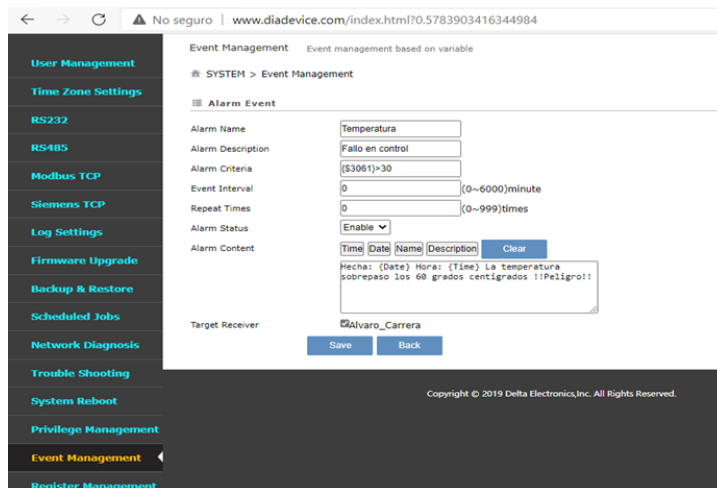 No seguro | www.diadevice.com/index.html?0.5783903416344984
User Management
Time Zone Settings
RS232
RS485
Modbus TCP
Siemens TCP
Log Settings
Firmware Upgrade
Backup & Restore
Scheduled Jobs
Network Diagnosis
Trouble Shooting
System Reboot
Privilege Management
Event Management
Register Management
Event Management Event management based on variable
SYSTEM > Event Management
Alarm Event
Alarm Name Temperatura
Alarm Description Fallo en control
Alarm Criteria {$3061}>30
Event Interval 0 (0~6000)minute
Repeat Times 0 (0~999)times
Alarm Status Enable
Alarm Content Time Date Name Description Clear
Hecha: {Date} Hora: {Time} La temperatura
sobrepaso los 60 grados centigrados !!Peligro!!
Target Receiver Alvaro_Carrera
Save Back
Copyright © 2019 Delta Electronics,Inc. All Rights Reserved.